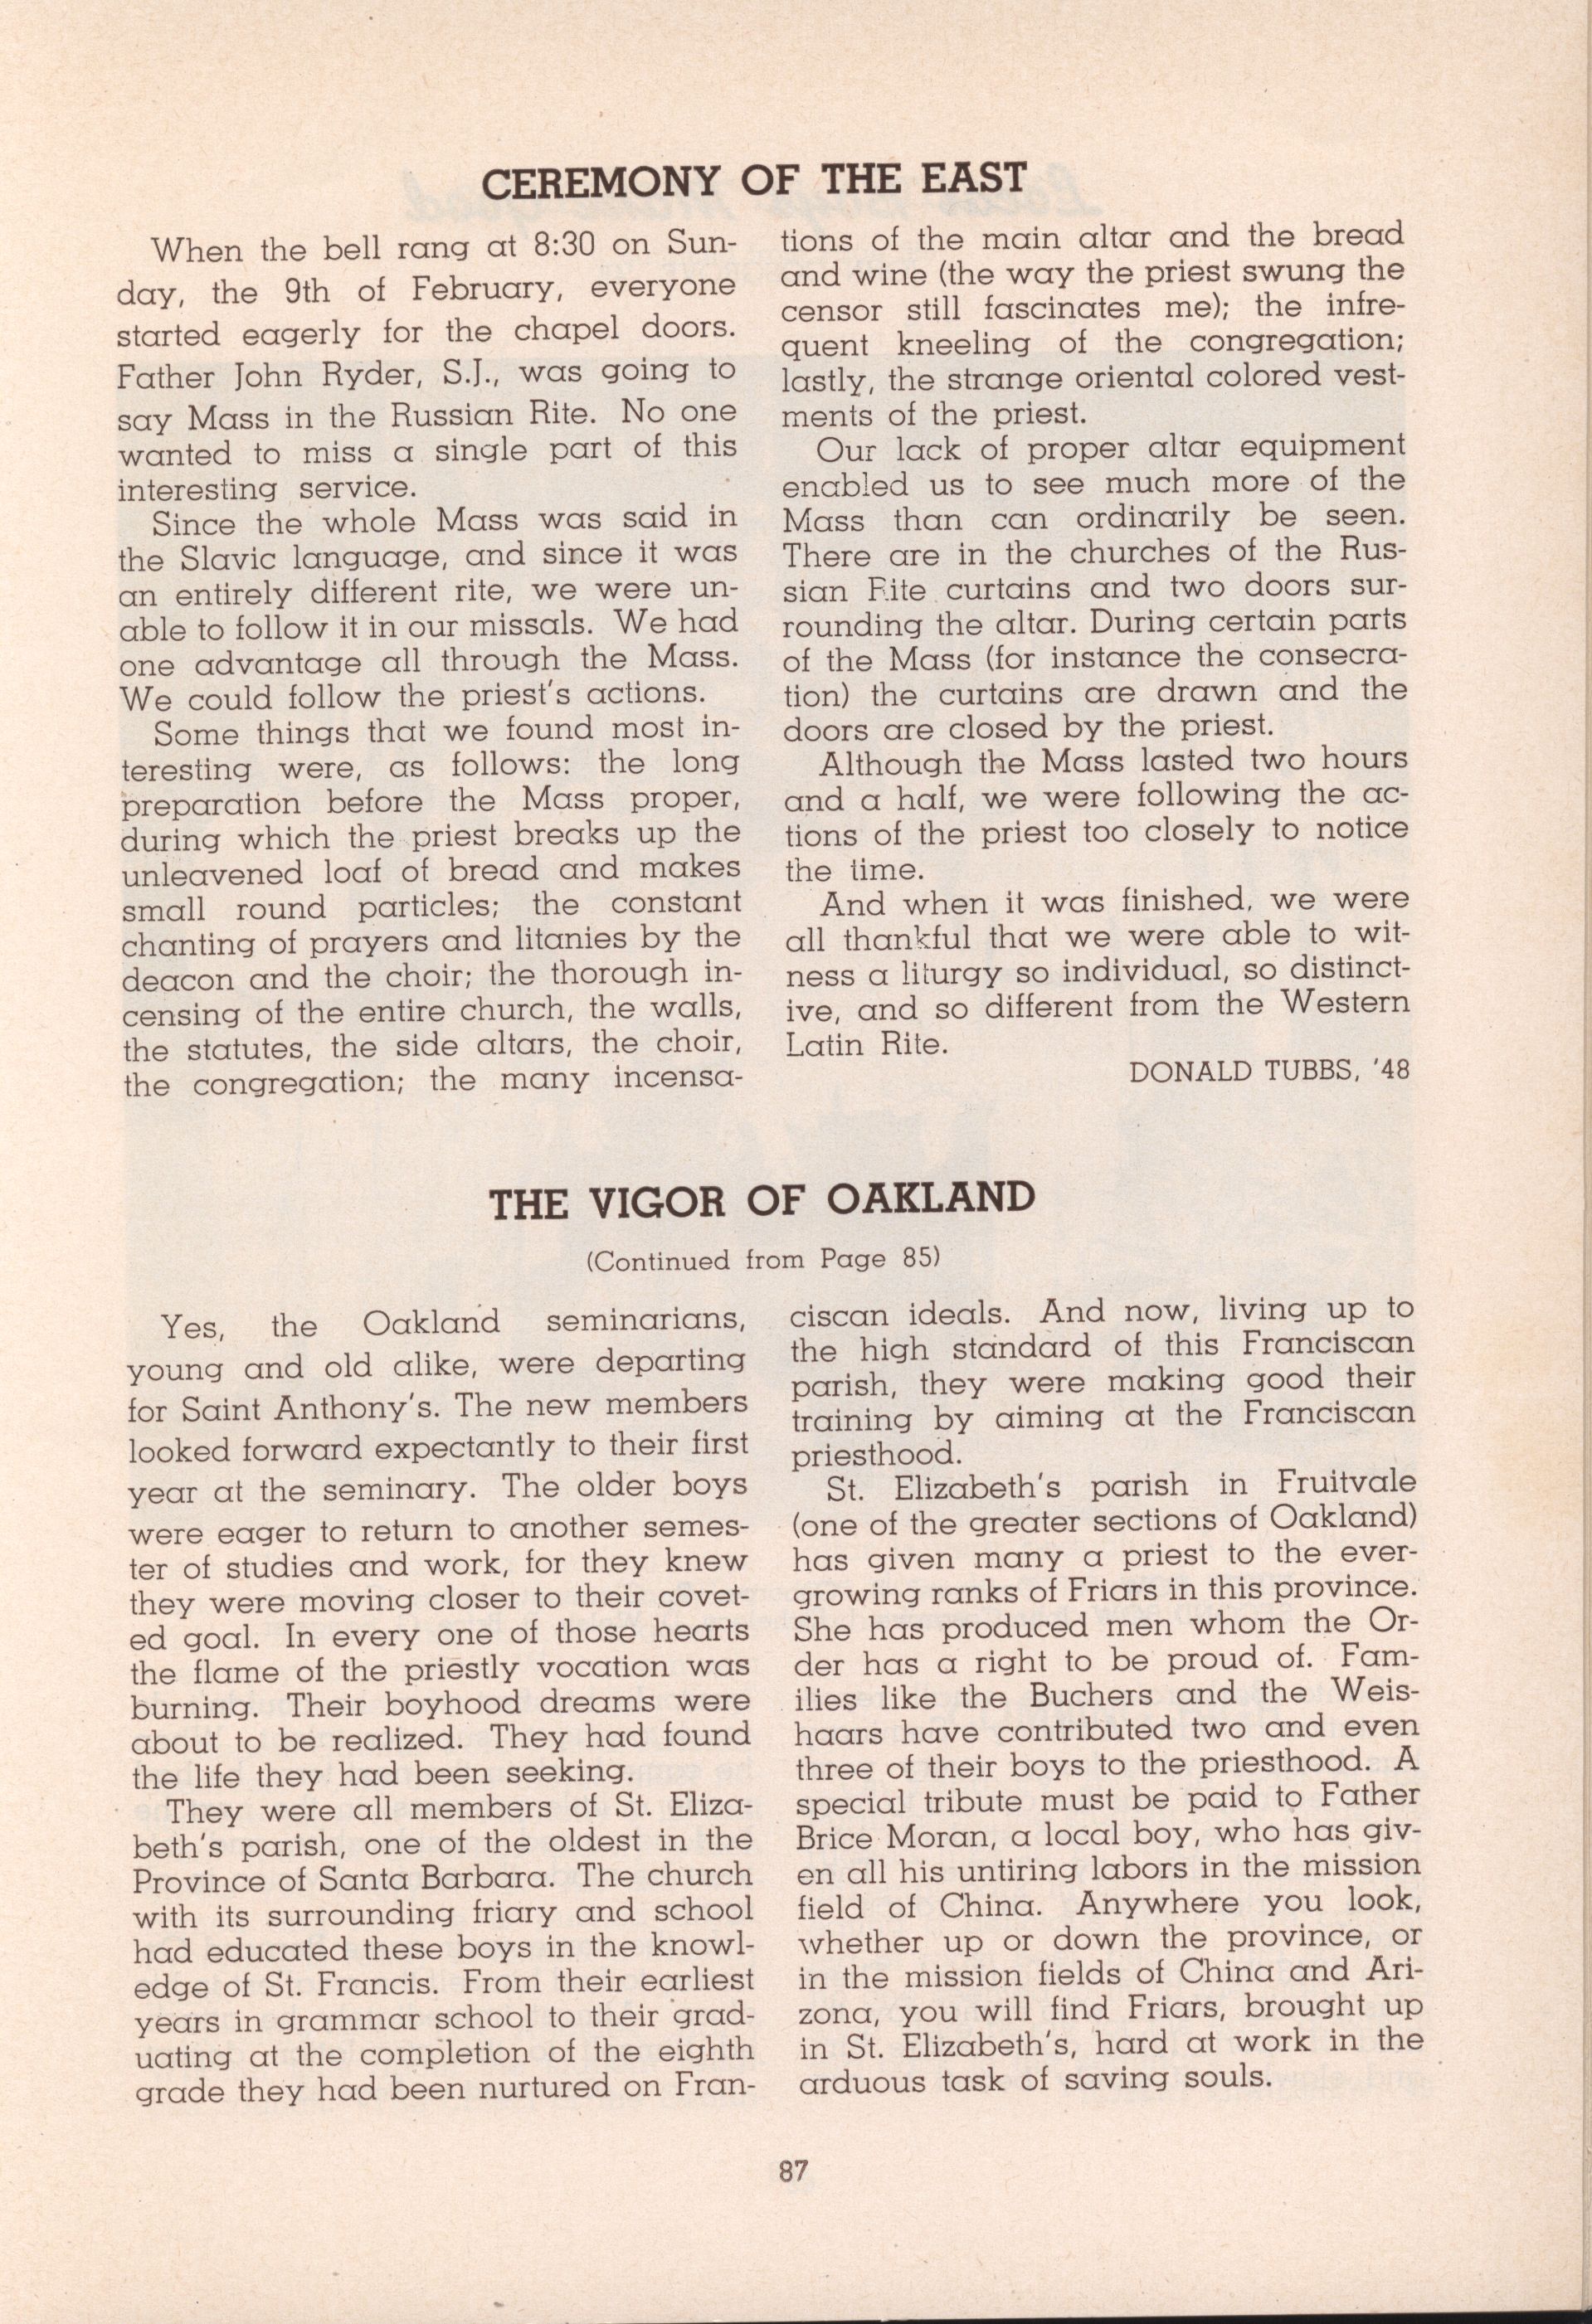 CEREMONY OF THE EAST
When the bell rang at 8:30 on Sun-
day, the 9th of February, everyone
started eagerly for the chapel doors.
Father John Ryder, S.J., was going to
say Mass in the Russian Rite. No one
wanted to miss a single part of this
interesting service.
Since the whole Mass was said in
the Slavic language, and since it was
an entirely different rite, we were un-
able to follow it in our missals. We had
one advantage all through the Mass.
We could follow the priest's actions.
Some things that we found most in-
teresting were, as follows: the long
preparation before the Mass proper,
during which the priest breaks up the
unleavened loaf of bread and makes
small round particles; the constant
chanting of prayers and litanies by the
deacon and the choir; the thorough in-
censing of the entire church, the walls,
the statutes, the side altars, the choir,
the congregation; the many incensa-
tions of the main altar and the bread
and wine (the way the priest swung the
censor still fascinates me); the infre-
quent kneeling of the congregation;
lastly, the strange oriental colored vest-
ments of the priest.
Our lack of proper altar equipment
enabled us to see much more of the
Mass than can ordinarily be seen.
There are in the churches of the Rus-
sian Rite curtains and two doors sur-
rounding the altar. During certain parts
of the Mass (for instance the consecra-
tion) the curtains are drawn and the
doors are closed by the priest.
Although the Mass lasted two hours
and a half, we were following the ac-
tions of the priest too closely to notice
the time.
And when it was finished, we were
all thankful that we were able to wit-
ness a liturgy so individual, so distinct-
ive, and so different from the Western
Latin Rite.
DONALD TUBBS, '48
THE VIGOR OF OAKLAND
(Continued from Page 85)
Yes, the Oakland seminarians,
young and old alike, were departing
for Saint Anthony's. The new members
looked forward expectantly to their first
year at the seminary. The older boys
were eager to return to another semes-
ter of studies and work, for they knew
they were moving closer to their covet-
ed goal. In every one of those hearts
the flame of the priestly vocation was
burning. Their boyhood dreams were
about to be realized. They had found
the life they had been seeking.
They were all members of St. Eliza-
beth's parish, one of the oldest in the
Province of Santa Barbara. The church
with its surrounding friary and school
had educated these boys in the knowl-
edge of St. Francis. From their earliest
years in grammar school to their grad-
uating at the completion of the eighth
grade they had been nurtured on Fran-
ciscan ideals. And now, living up to
the high standard of this Franciscan
parish, they were making good their
training by aiming at the Franciscan
priesthood.
St. Elizabeth's parish in Fruitvale
(one of the greater sections of Oakland)
has given many a priest to the ever-
growing ranks of Friars in this province.
She has produced men whom the Or-
der has a right to be proud of. Fam-
ilies like the Buchers and the Weis-
haars have contributed two and even
three of their boys to the priesthood. A
special tribute must be paid to Father
Brice Moran, a local boy, who has giv-
en all his untiring labors in the mission
field of China. Anywhere you look,
whether up or down the province, or
in the mission fields of China and Ari-
zona, you will find Friars, brought up
in St. Elizabeth's, hard at work in the
arduous task of saving souls.
87